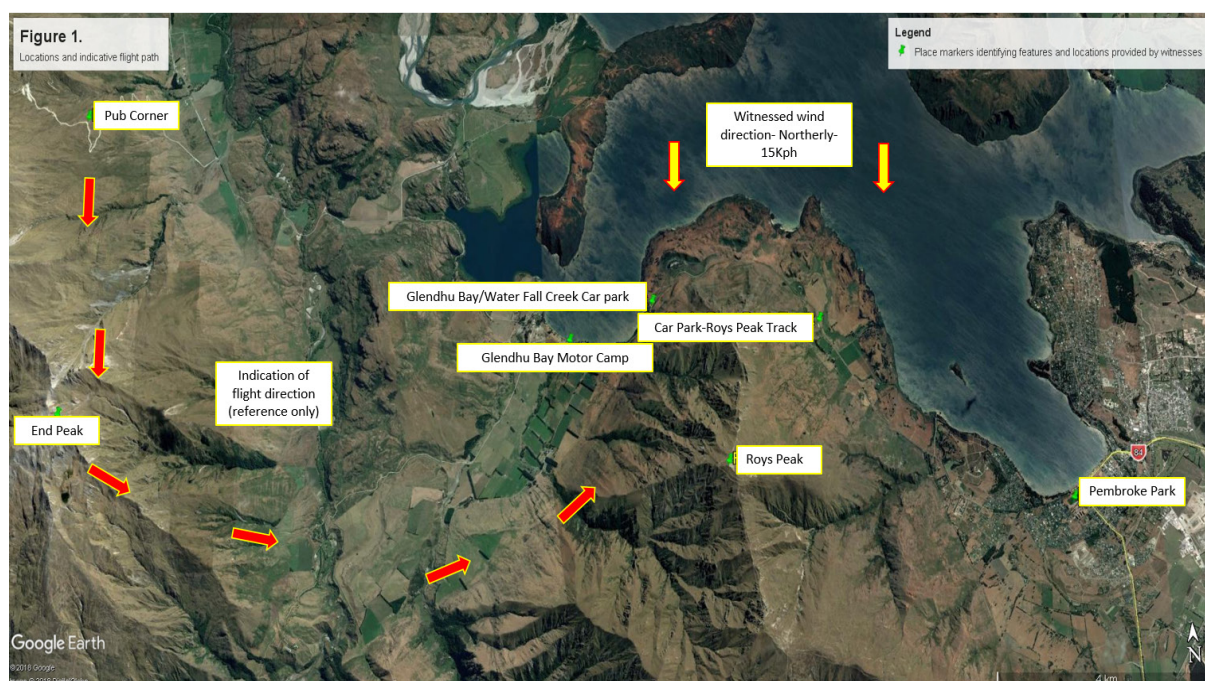 Figure 1.
Locations and indicative flight path
Legend
Place markers identifying features and locations provided by witnesses
Pub Corner
Witnessed wind
direction- Northerly-
15Kph
Glendhu Bay/Water Fall Creek Car park
Car Park-Roys Peak Track
Glendhu Bay Motor Camp
Indication of
flight direction
(reference only)
End Peak
Roys Peak
84
Pembroke Park
Google Earth
N
4 km